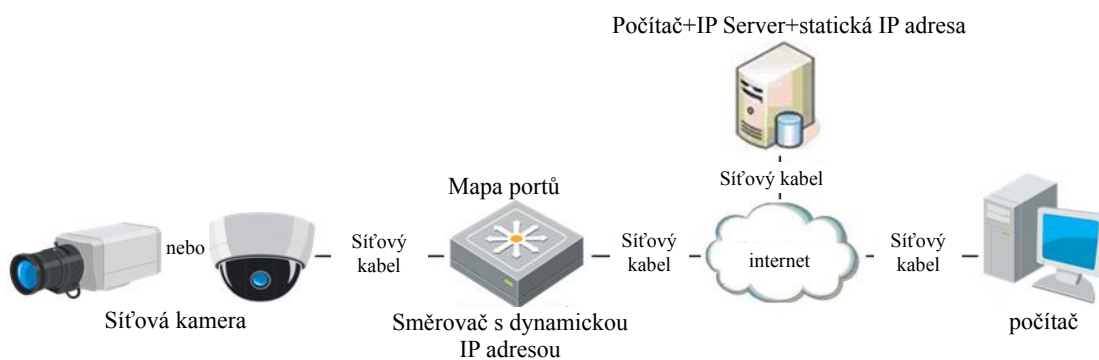 Počítač+IP Server+statická IP adresa
Síťový kabel
Mapa portů
nebo
Síťový
kabel
Síťový
kabel
internet
Síťový
kabel
Síťová kamera
Směrovač s dynamickou
IP adresou
počítač